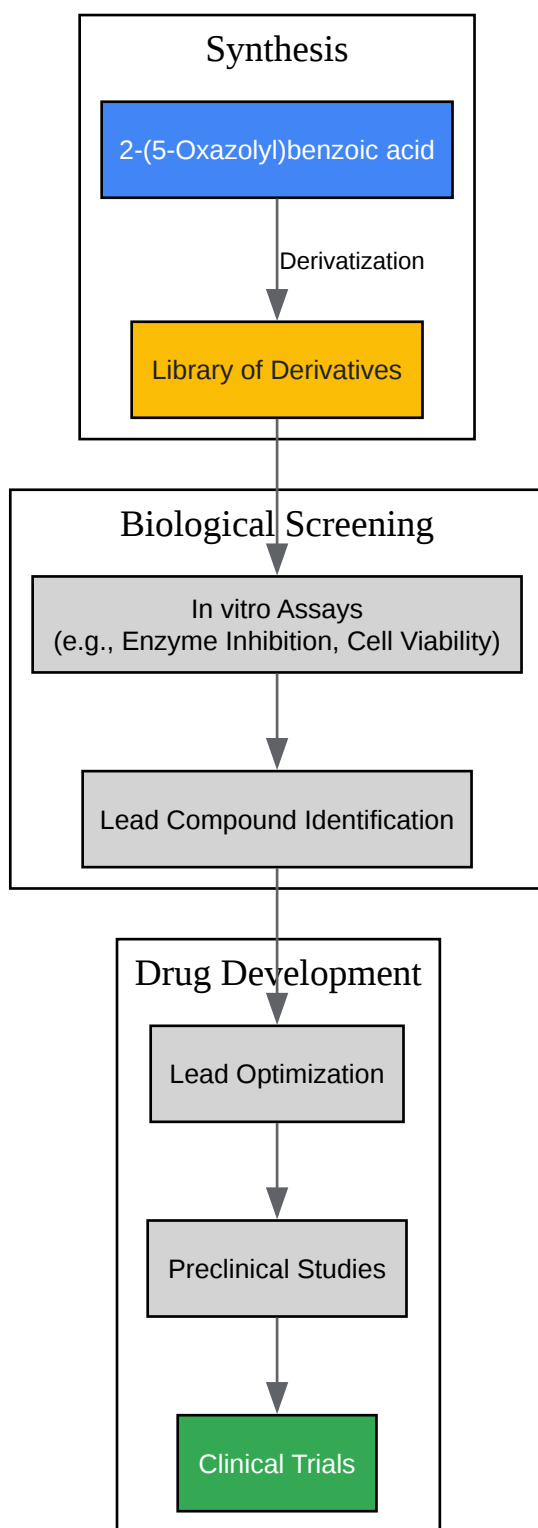 Synthesis
2-(5-Oxazolyl)benzoic acid
Derivatization
Library of Derivatives
Biological Screening
In vitro Assays
(e.g., Enzyme Inhibition, Cell Viability)
Lead Compound Identification
Drug Development
Lead Optimization
Preclinical Studies
Clinical Trials